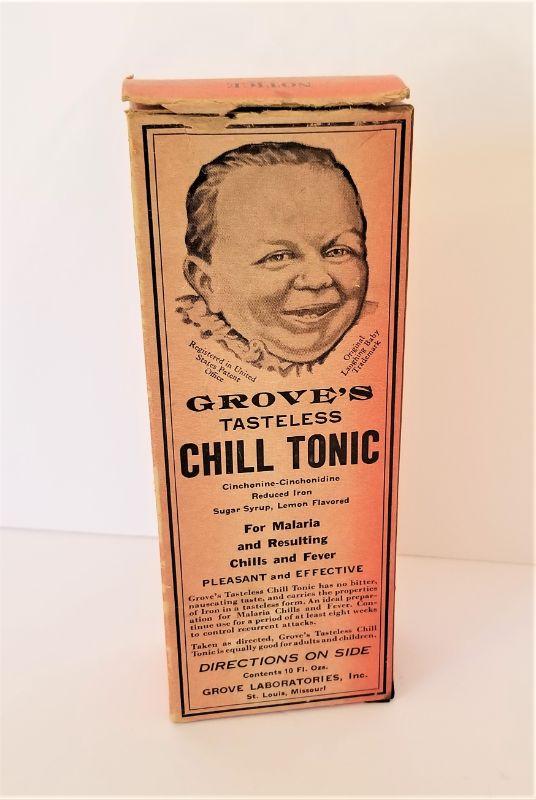 NOTICE
Registered in United
States Patent
Office
Original
Laughing Baby
Trademark
GROVE'S
TASTELESS
CHILL TONIC
Cinchonine-Cinchonidine
Reduced Iron
Sugar Syrup, Lemon Flavored
For Malaria
and Resulting
Chills and Fever
PLEASANT and EFFECTIVE
Grove's Tasteless Chill Tonic has no bitter,
nauseating taste, and carries the properties
of Iron in a tasteless form. An ideal prepar-
ation for Malaria Chills and Fever. Con-
tinue use for a period of at least eight weeks
to control recurrent attacks.
Taken as directed, Grove's Tasteless Chill
Tonic is equally good for adults and children.
DIRECTIONS ON SIDE
Contents 10 Fl. Ozs.
GROVE LABORATORIES, Inc.
St. Louis, Missouri